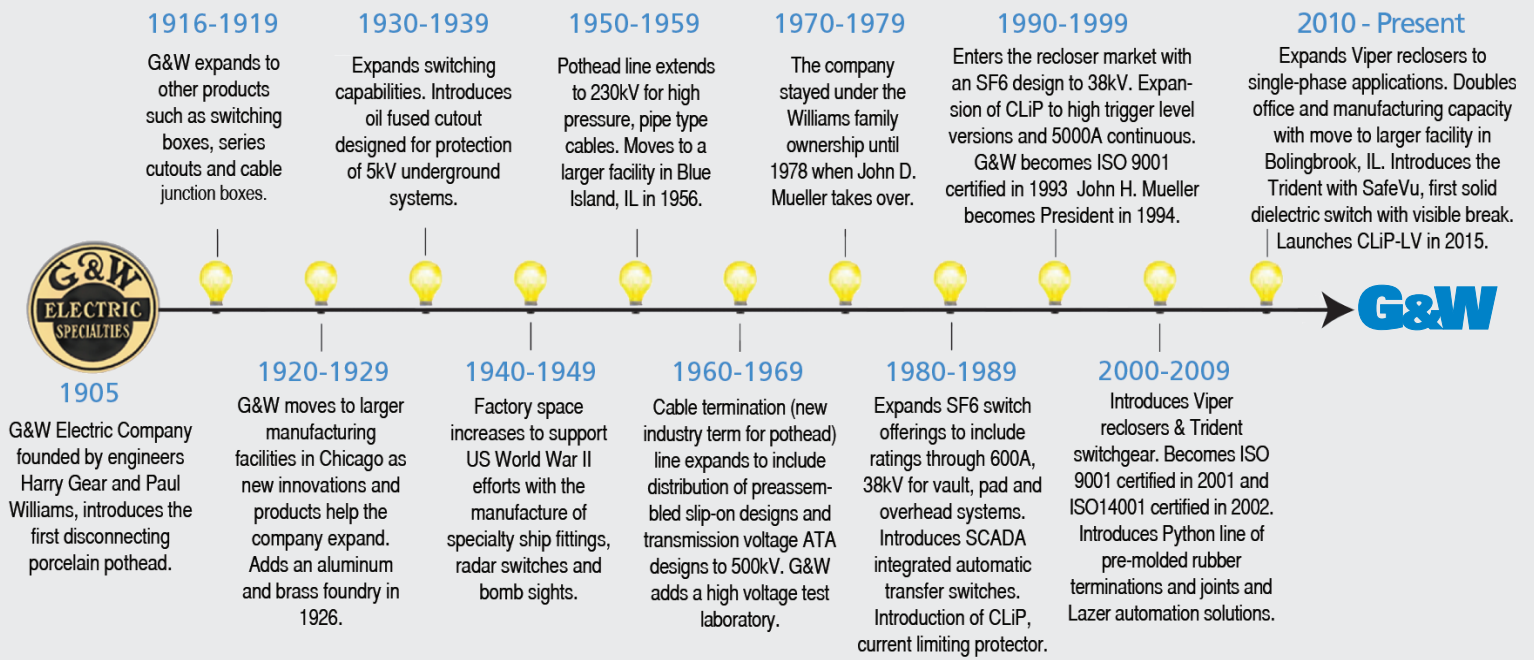 1916-1919
G&W expands to
other products
such as switching
boxes, series
cutouts and cable
junction boxes.
1930-1939
Expands switching
capabilities. Introduces
oil fused cutout
designed for protection
of 5kV underground
systems.
1950-1959
Pothead line extends
to 230kV for high
pressure, pipe type
cables. Moves to a
larger facility in Blue
Island, IL in 1956.
1970-1979
The company
stayed under the
Williams family
ownership until
1978 when John D.
Mueller takes over.
1990-1999
Enters the recloser market with
an SF6 design to 38kV. Expan-
sion of CLiP to high trigger level
versions and 5000A continuous.
G&W becomes ISO 9001
certified in 1993 John H. Mueller
becomes President in 1994.
2010 - Present
Expands Viper reclosers to
single-phase applications. Doubles
office and manufacturing capacity
with move to larger facility in
Bolingbrook, IL. Introduces the
Trident with SafeVu, first solid
dielectric switch with visible break.
Launches CLiP-LV in 2015.
G&W
ELECTRIC
SPECIALTIES
G&W
1905
G&W Electric Company
founded by engineers
Harry Gear and Paul
Williams, introduces the
first disconnecting
porcelain pothead.
1920-1929
G&W moves to larger
manufacturing
facilities in Chicago as
new innovations and
products help the
company expand.
Adds an aluminum
and brass foundry in
1926.
1940-1949
Factory space
increases to support
US World War II
efforts with the
manufacture of
specialty ship fittings,
radar switches and
bomb sights.
1960-1969
Cable termination (new
industry term for pothead)
line expands to include
distribution of preassem-
bled slip-on designs and
transmission voltage ATA
designs to 500kV. G&W
adds a high voltage test
laboratory.
1980-1989
Expands SF6 switch
offerings to include
ratings through 600A,
38kV for vault, pad and
overhead systems.
Introduces SCADA
integrated automatic
transfer switches.
Introduction of CLiP,
current limiting protector.
2000-2009
Introduces Viper
reclosers & Trident
switchgear. Becomes ISO
9001 certified in 2001 and
ISO14001 certified in 2002.
Introduces Python line of
pre-molded rubber
terminations and joints and
Lazer automation solutions.